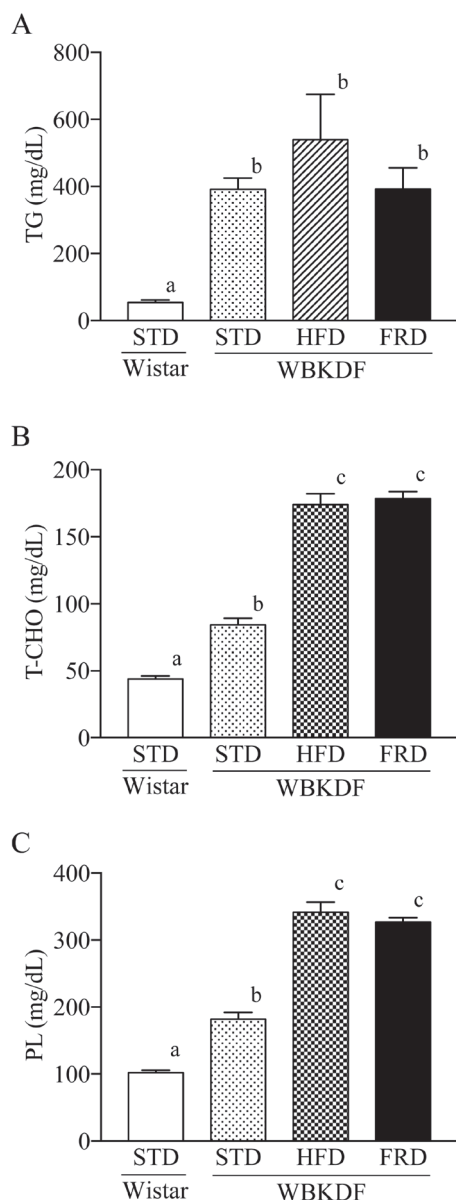 A
TG (mg/dL)
800
600
400
200
0
a
b
b
b
STD STD HFD FRD
Wistar WBKDF
B
T-CHO (mg/dL)
200
150
100
50
0
a
b
c
c
STD STD HFD FRD
Wistar WBKDF
C
PL (mg/dL)
400
300
200
100
0
a
b
c
c
STD STD HFD FRD
Wistar WBKDF